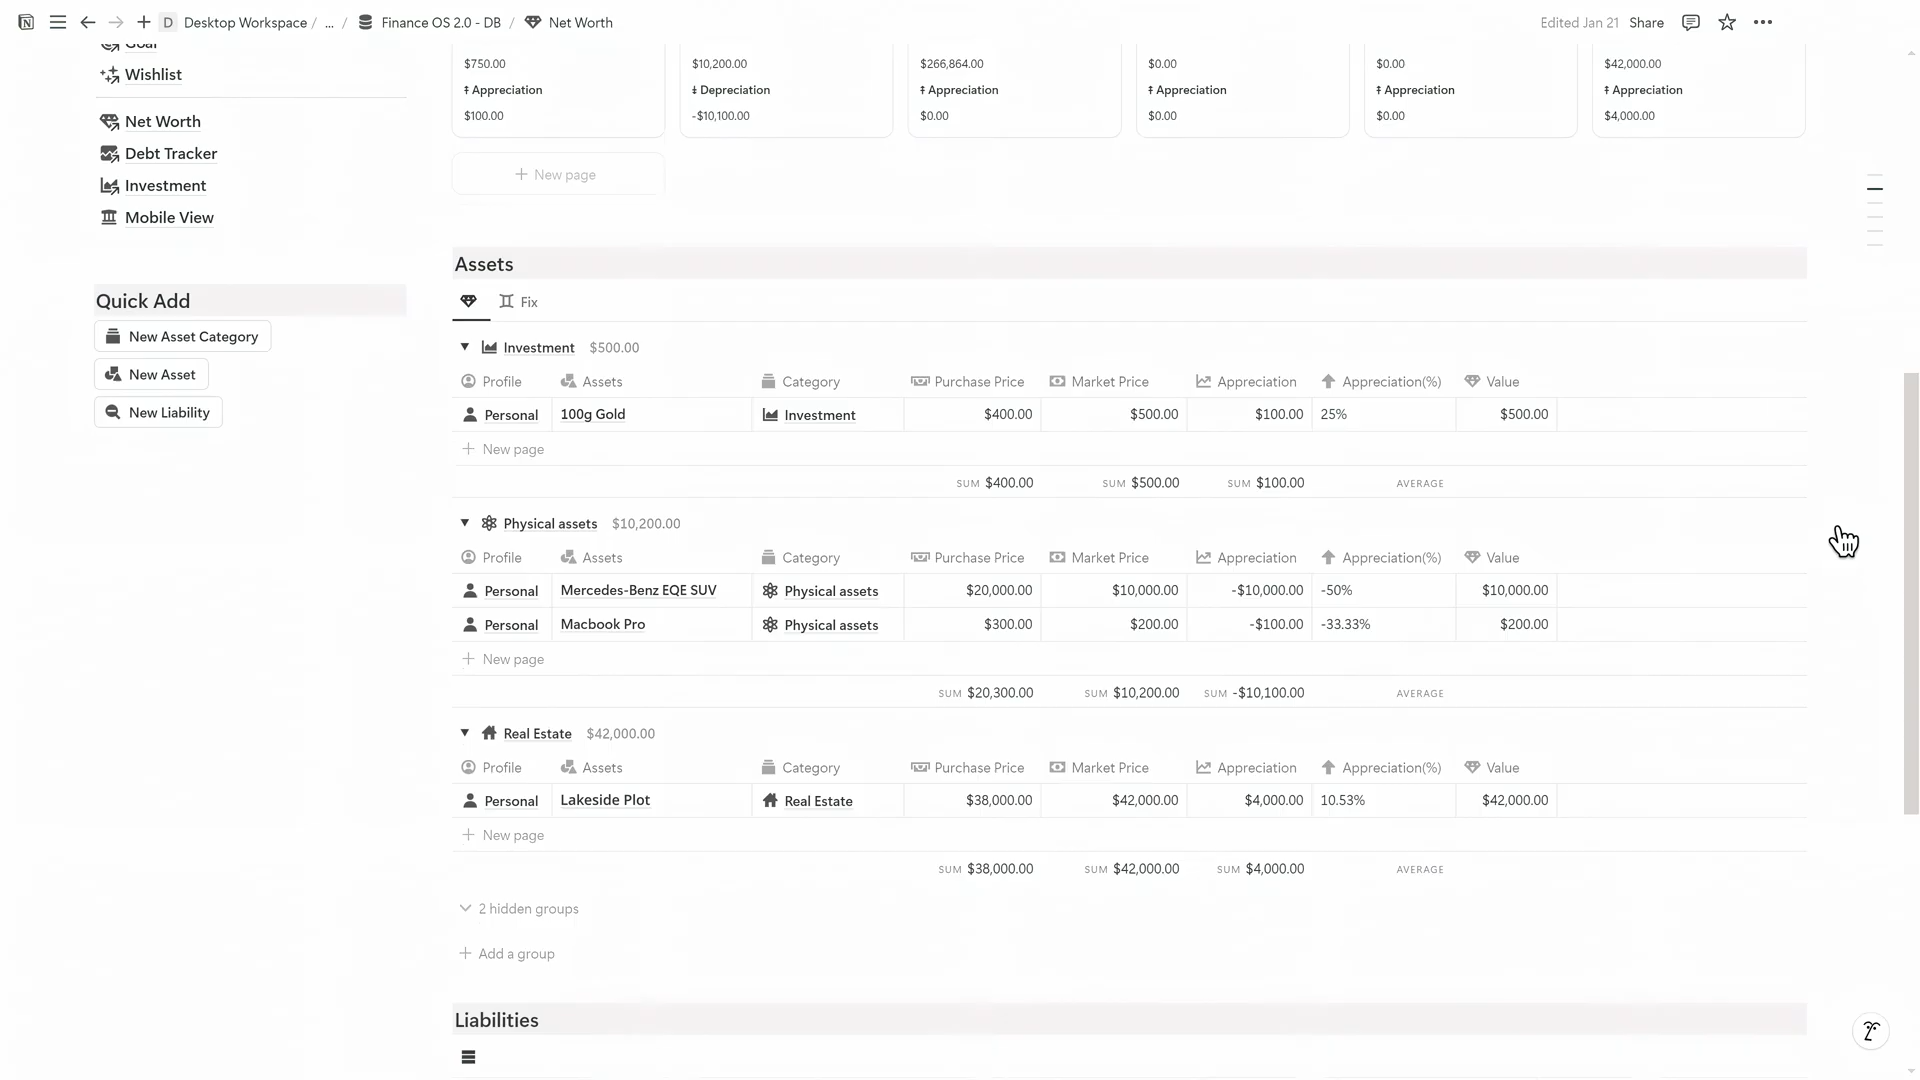 D Desktop Workspace / ... / Finance OS 2.0 - DB / Net Worth
Edited Jan 21 Share
Goal
Wishlist
Net Worth
Debt Tracker
Investment
Mobile View
Quick Add
New Asset Category
New Asset
New Liability
$750.00 $10,200.00 $266,864.00 $0.00 $0.00 $42,000.00
Appreciation Depreciation Appreciation Appreciation Appreciation Appreciation
$100.00 -$10,100.00 $0.00 $0.00 $0.00 $4,000.00
New page
Assets
Fix
Investment $500.00
Profile Assets Category Purchase Price Market Price Appreciation Appreciation(%) Value
Personal 100g Gold Investment $400.00 $500.00 $100.00 25% $500.00
New page
SUM $400.00 SUM $500.00 SUM $100.00 AVERAGE
Physical assets $10,200.00
Profile Assets Category Purchase Price Market Price Appreciation Appreciation(%) Value
Personal Mercedes-Benz EQE SUV Physical assets $20,000.00 $10,000.00 -$10,000.00 -50% $10,000.00
Personal Macbook Pro Physical assets $300.00 $200.00 -$100.00 -33.33% $200.00
New page
SUM $20,300.00 SUM $10,200.00 SUM -$10,100.00 AVERAGE
Real Estate $42,000.00
Profile Assets Category Purchase Price Market Price Appreciation Appreciation(%) Value
Personal Lakeside Plot Real Estate $38,000.00 $42,000.00 $4,000.00 10.53% $42,000.00
New page
SUM $38,000.00 SUM $42,000.00 SUM $4,000.00 AVERAGE
2 hidden groups
Add a group
Liabilities